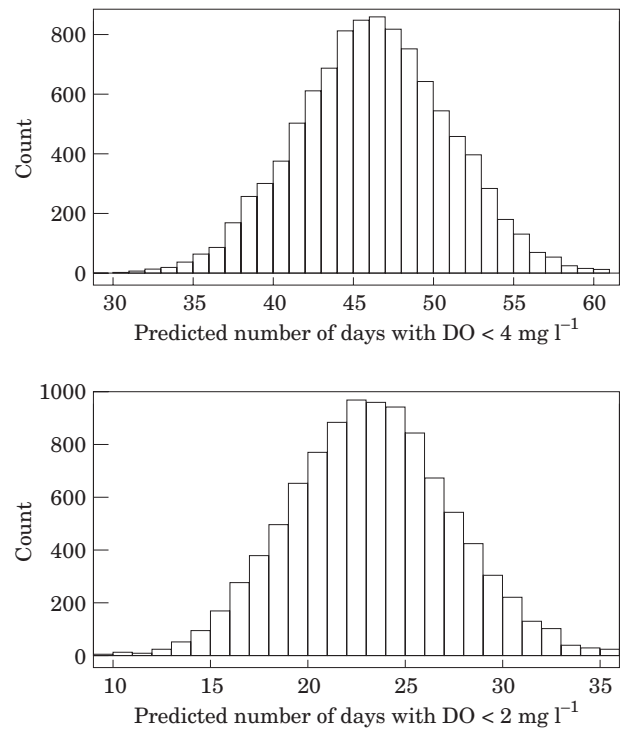 800
600
400
200
0
Count
30 35 40 45 50 55 60
Predicted number of days with DO < 4 mg l⁻¹
1000
800
600
400
200
0
Count
10 15 20 25 30 35
Predicted number of days with DO < 2 mg l⁻¹